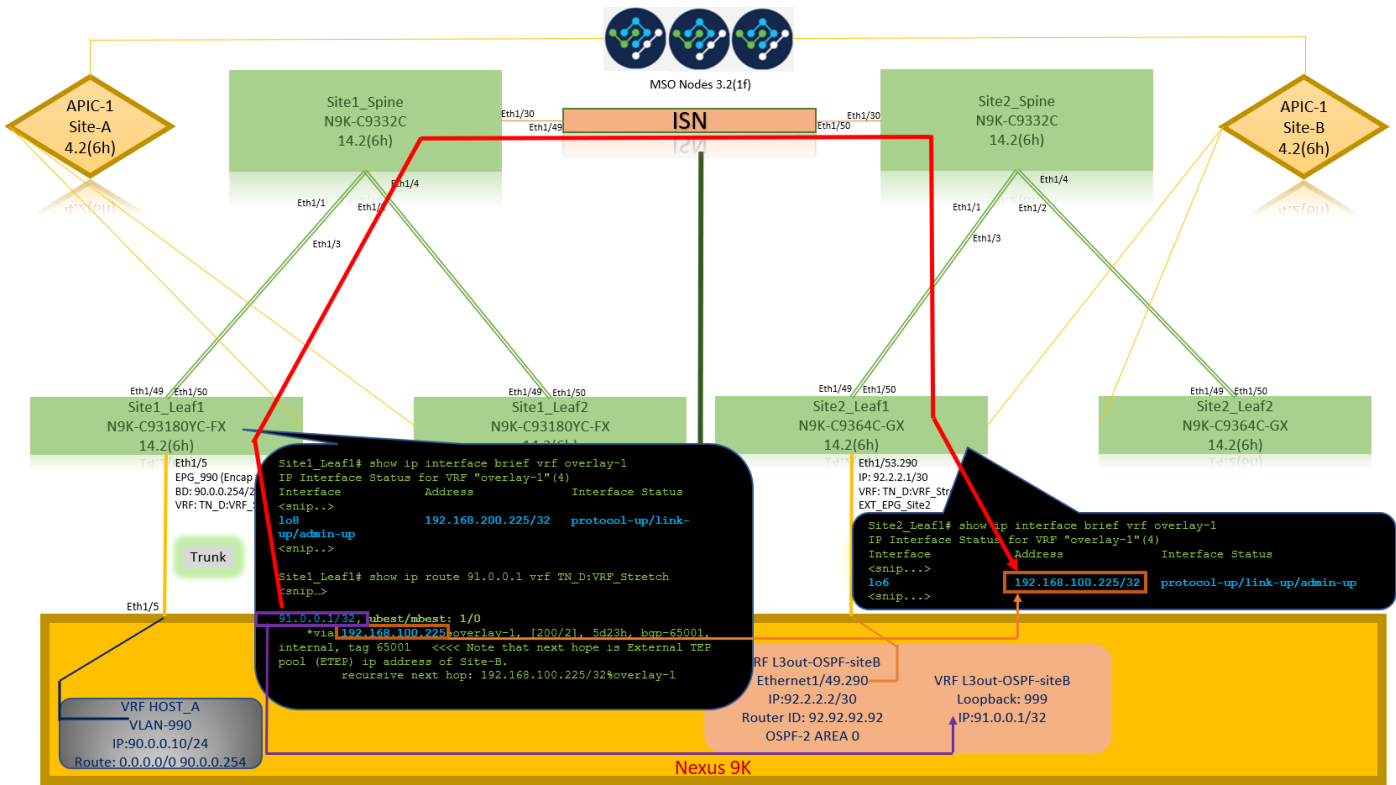 MSO Nodes 3.2(1f)
APIC-1
Site-A
4.2(6h)
Site1_Spine
N9K-C9332C
14.2(6h)
Eth1/30
Eth1/49
ISN
Eth1/30
Eth1/50
Site2_Spine
N9K-C9332C
14.2(6h)
APIC-1
Site-B
4.2(6h)
Eth1/4
Eth1/1
Eth1/3
Eth1/4
Eth1/1
Eth1/2
Eth1/3
Eth1/49
Eth1/50
Site1_Leaf1
N9K-C93180YC-FX
14.2(6h)
Eth1/49
Eth1/50
Site1_Leaf2
N9K-C93180YC-FX
14.2(6h)
Eth1/49
Eth1/50
Site2_Leaf1
N9K-C9364C-GX
14.2(6h)
Eth1/49
Eth1/50
Site2_Leaf2
N9K-C9364C-GX
14.2(6h)
Eth1/5
EPG_990 (Encap
BD: 90.0.0.254/2
VRF: TN_D:VRF_
Trunk
Eth1/5
Site1_Leaf1# show ip interface brief vrf overlay-1
IP Interface Status for VRF "overlay-1"(4)
Interface Address Interface Status
<snip..>
lo8 192.168.200.225/32 protocol-up/link-
up/admin-up
<snip..>
Site1_Leaf1# show ip route 91.0.0.1 vrf TN_D:VRF_Stretch
<snip…>
91.0.0.1/32, ubest/mbest: 1/0
*via 192.168.100.225%overlay-1, [200/2], 5d23h, bgp-65001,
internal, tag 65001 <<<< Note that next hope is External TEP
pool (ETEP) ip address of Site-B.
recursive next hop: 192.168.100.225/32%overlay-1
Eth1/53.290
IP: 92.2.2.1/30
VRF: TN_D:VRF_Str
EXT_EPG_Site2
Site2_Leaf1# show ip interface brief vrf overlay-1
IP Interface Status for VRF "overlay-1"(4)
Interface Address Interface Status
<snip...>
lo6 192.168.100.225/32 protocol-up/link-up/admin-up
<snip...>
VRF HOST_A
VLAN-990
IP:90.0.0.10/24
Route: 0.0.0.0/0 90.0.0.254
RF L3out-OSPF-siteB
Ethernet1/49.290
IP:92.2.2.2/30
Router ID: 92.92.92.92
OSPF-2 AREA 0
VRF L3out-OSPF-siteB
Loopback: 999
IP:91.0.0.1/32
Nexus 9K